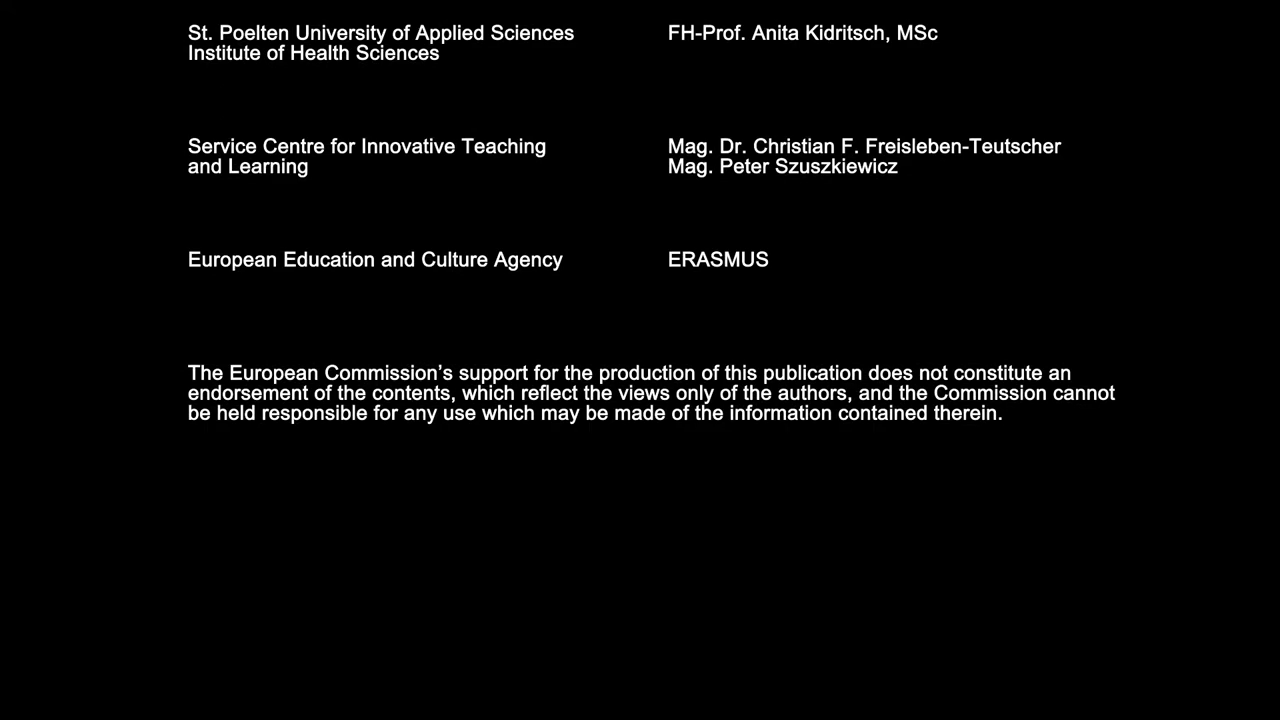 St. Poelten University of Applied Sciences
Institute of Health Sciences
FH-Prof. Anita Kidritsch, MSc
Service Centre for Innovative Teaching
and Learning
Mag. Dr. Christian F. Freisleben-Teutscher
Mag. Peter Szuszkiewicz
European Education and Culture Agency
ERASMUS
The European Commission's support for the production of this publication does not constitute an
endorsement of the contents, which reflect the views only of the authors, and the Commission cannot
be held responsible for any use which may be made of the information contained therein.